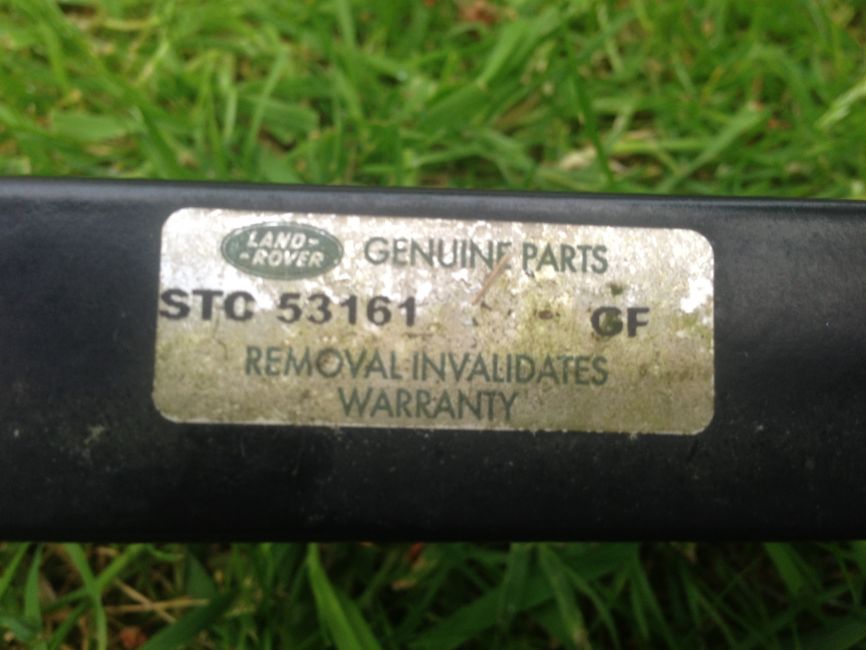 LAND-
-ROVER
GENUINE PARTS
STC 53161 GF
REMOVAL INVALIDATES
WARRANTY